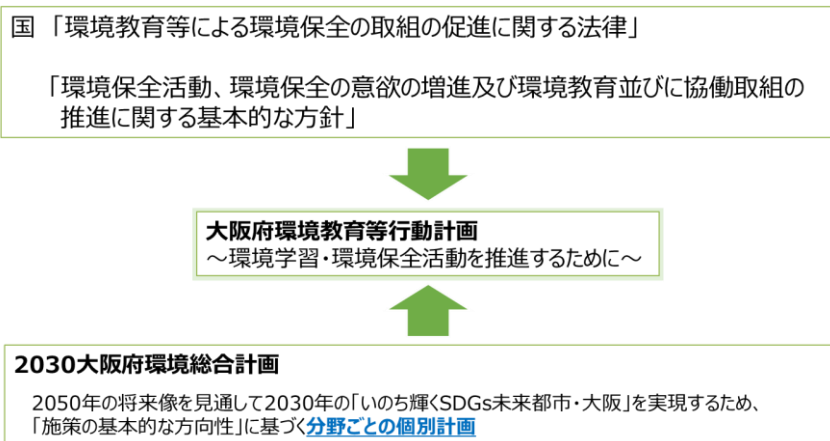 国 「環境教育等による環境保全の取組の促進に関する法律」
「環境保全活動、環境保全の意欲の増進及び環境教育並びに協働取組の
推進に関する基本的な方針」
大阪府環境教育等行動計画
～環境学習・環境保全活動を推進するために～
2030大阪府環境総合計画
2050年の将来像を見通して2030年の「いのち輝くSDGs未来都市・大阪」を実現するため、
「施策の基本的な方向性」に基づく分野ごとの個別計画